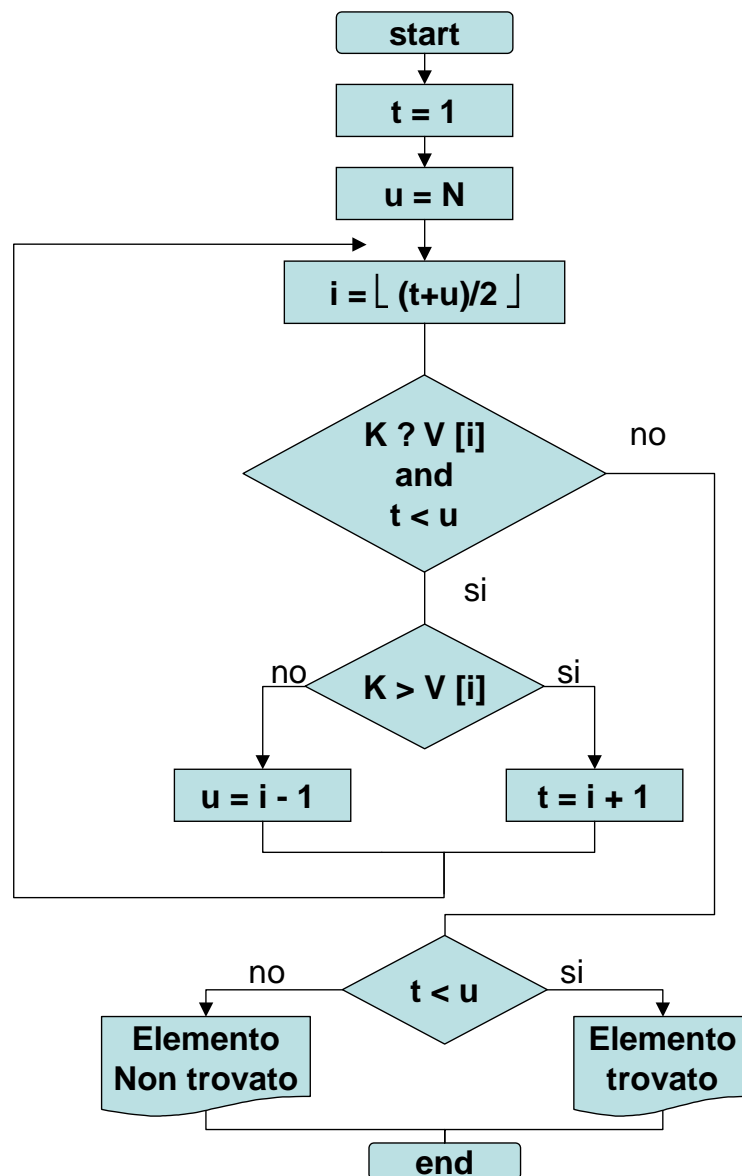 start
t = 1
u = N
i = ⌊ (t+u)/2 ⌋
K ? V [i]
and
t < u
no
si
K > V [i]
no
si
u = i - 1
t = i + 1
t < u
no
si
Elemento
Non trovato
Elemento
trovato
end